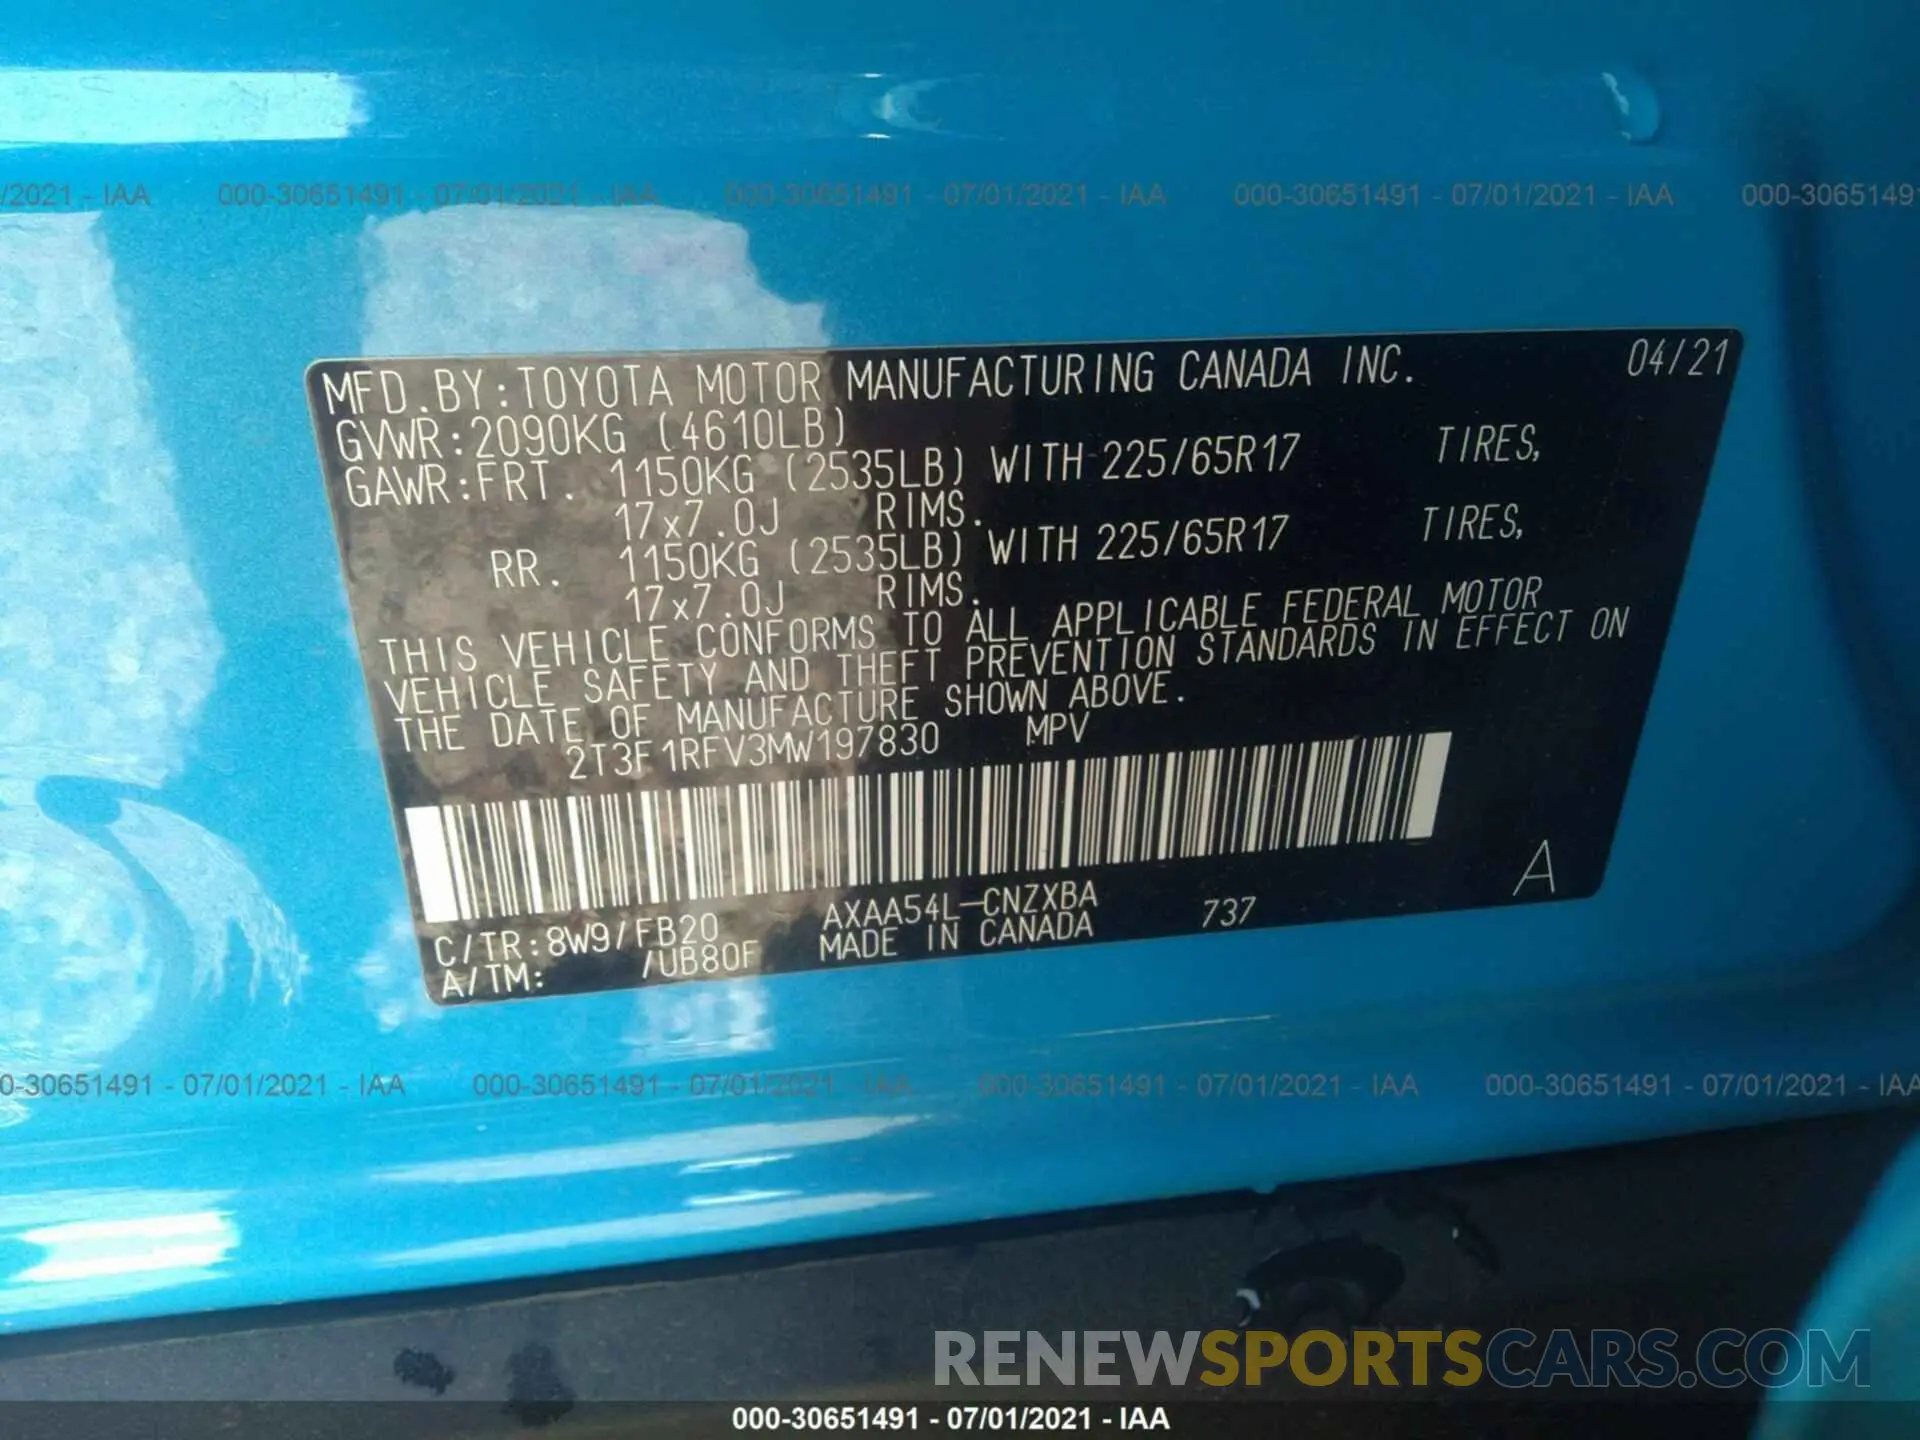 /2021 - IAA 000-30651491 - 07/01/2021 - IAA 000-30651491 - 07/01/2021 - IAA 000-30651491 - 07/01/2021 - IAA 000-3065149
MFD.BY:TOYOTA MOTOR MANUFACTURING CANADA INC. 04/21
GVWR:2090KG (4610LB)
GAWR:FRT. 1150KG (2535LB) WITH 225/65R17 TIRES,
17x7.0J RIMS.
RR. 1150KG (2535LB) WITH 225/65R17 TIRES,
17x7.0J RIMS.
THIS VEHICLE CONFORMS TO ALL APPLICABLE FEDERAL MOTOR
VEHICLE SAFETY AND THEFT PREVENTION STANDARDS IN EFFECT ON
THE DATE OF MANUFACTURE SHOWN ABOVE.
2T3F1RFV3MW197830 MPV
C/TR:8W9/FB20 AXAA54L-CNZXBA 737 A
A/TM: /UB80F MADE IN CANADA
0-30651491 - 07/01/2021 - IAA 000-30651491 - 07/01/2021 - IAA 000-30651491 - 07/01/2021 - IAA 000-30651491 - 07/01/2021 - IAA
RENEWSPORTSCARS.COM
000-30651491 - 07/01/2021 - IAA